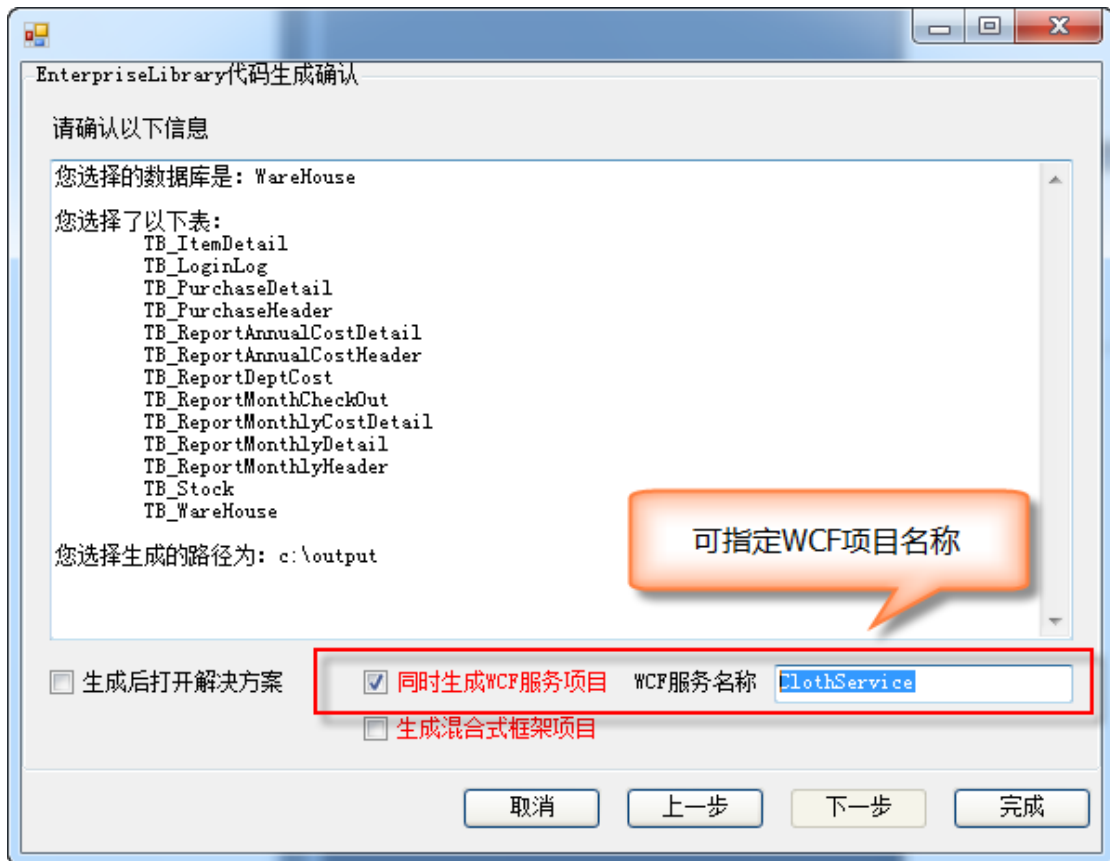 EnterpriseLibrary代码生成确认
请确认以下信息
您选择的数据库是: WareHouse
您选择了以下表:
TB_ItemDetail
TB_LoginLog
TB_PurchaseDetail
TB_PurchaseHeader
TB_ReportAnnualCostDetail
TB_ReportAnnualCostHeader
TB_ReportDeptCost
TB_ReportMonthCheckOut
TB_ReportMonthlyCostDetail
TB_ReportMonthlyDetail
TB_ReportMonthlyHeader
TB_Stock
TB_WareHouse
您选择生成的路径为: c:\output
可指定WCF项目名称
生成后打开解决方案 同时生成WCF服务项目 WCF服务名称 ClothService
生成混合式框架项目
取消 上一步 下一步 完成